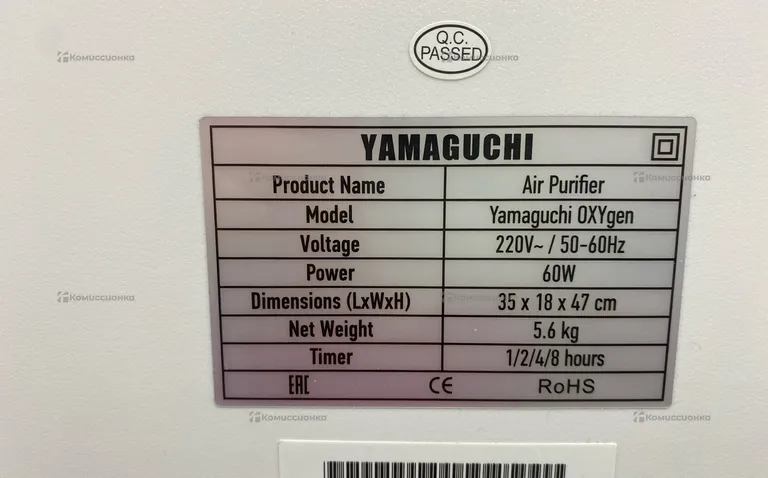 Q.C.
PASSED
Комиссионка
Комиссионка
YAMAGUCHI
Product Name Air Purifier
Комиссионка
Комиссионка
Model Yamaguchi OXYgen
Voltage 220V~ / 50-60Hz
Power 60W
Комиссионка
Dimensions (LxWxH) 35 x 18 x 47 cm
Net Weight 5.6 kg
Timer 1/2/4/8 hours
EAC CE RoHS
Комиссионка
Комиссионка